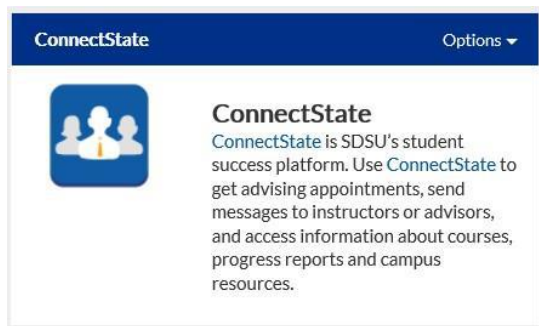 ConnectState
Options
ConnectState
ConnectState is SDSU's student
success platform. Use ConnectState to
get advising appointments, send
messages to instructors or advisors,
and access information about courses,
progress reports and campus
resources.